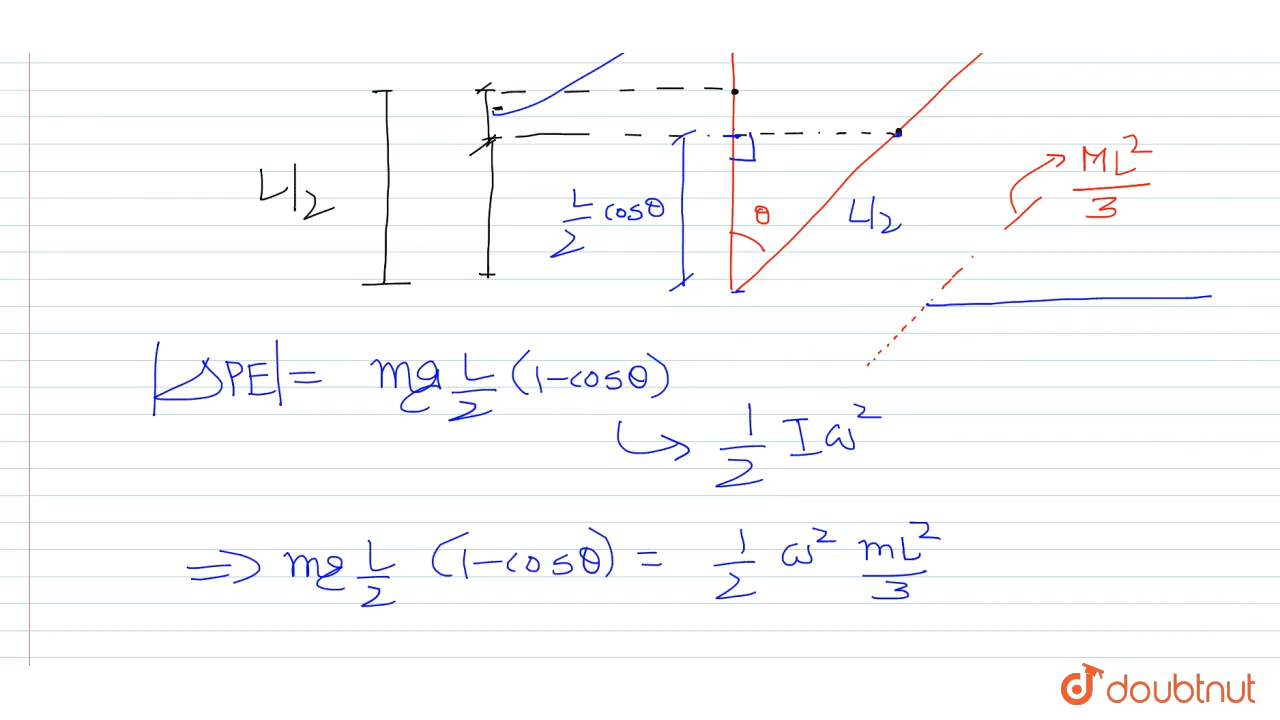 L/2
L/2 cosθ
θ
L/2
ML²/3
|△PE| = mg L/2 (1-cosθ)
↳ 1/2 Iω²
⇒ mg L/2 (1-cosθ) = 1/2 ω² mL²/3
doubtnut